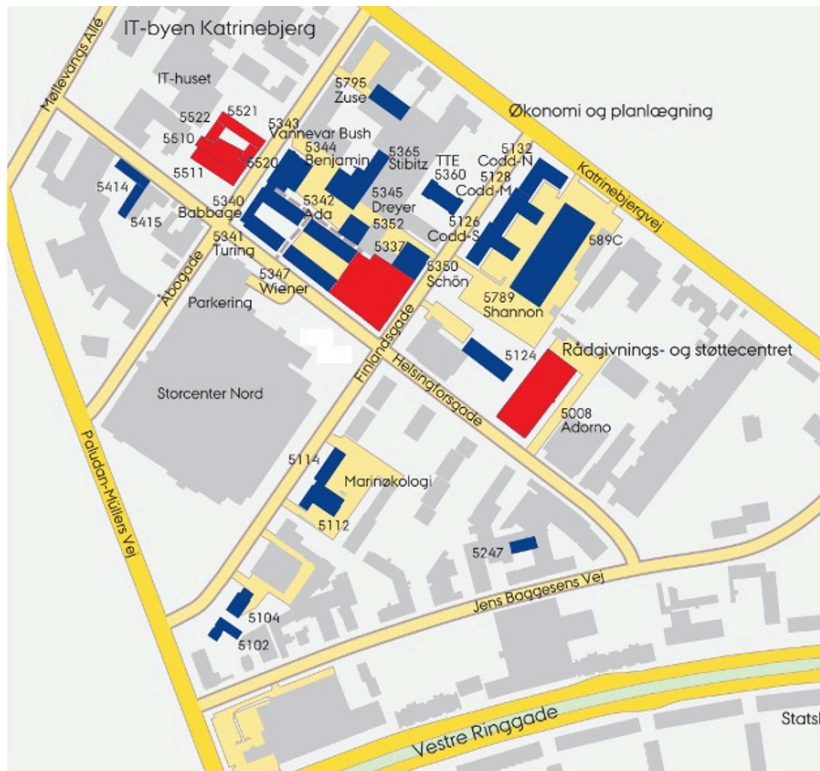 IT-byen Katrinebjerg
Møllevangs Allé
IT-huset
5795
Zuse
Økonomi og planlægning
5522
5521
5510
5343
Vannevar Bush
5344
Benjamin
5365
Stibitz
TTE
5360
5132
Codd-N
5128
Codd-M
Katrinebjergvej
5511
5520
5414
5415
5340
Babbage
5342
Ada
5345
Dreyer
5126
Codd-S
5341
Turing
5352
5337
589C
5347
Wiener
5350
Schön
Åbogade
Parkering
5789
Shannon
Finlandsgade
Helsingforsgade
5124
Rådgivnings- og støttecentret
Storcenter Nord
5008
Adorno
Paludan-Müllers Vej
5114
Marinøkologi
5112
5247
Jens Baggesens Vej
5104
5102
Vestre Ringgade
Statsl